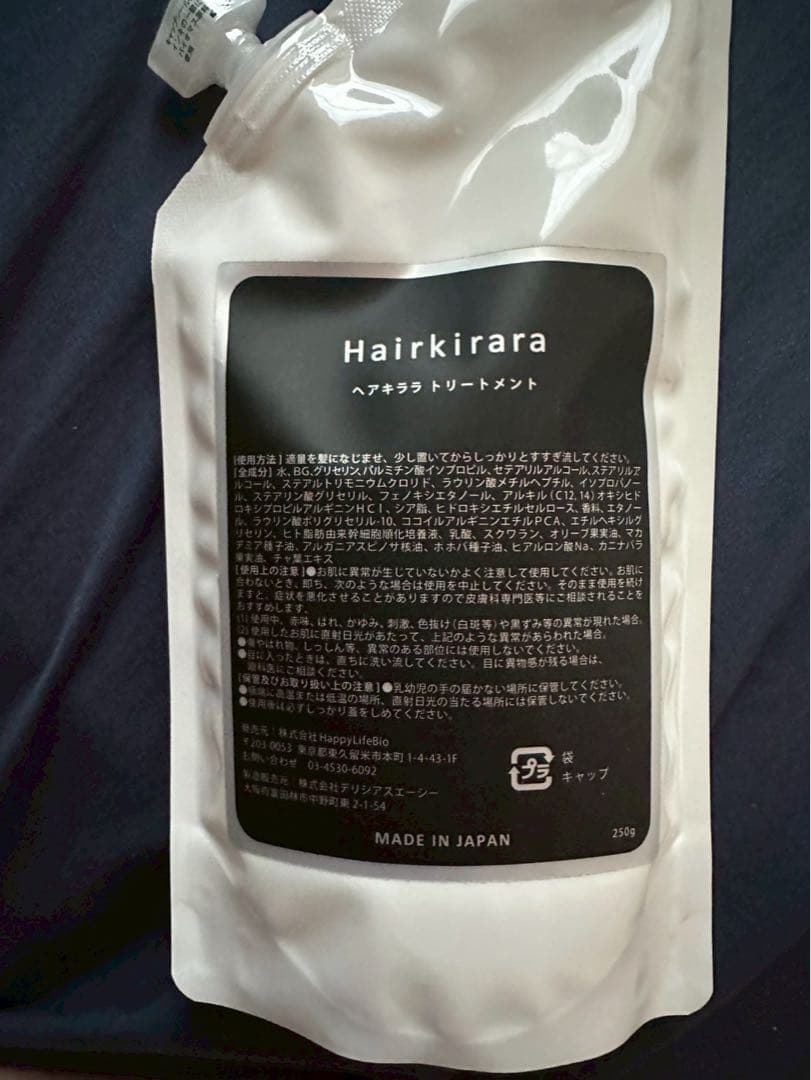 Hairkirara
ヘアキララ トリートメント
[使用方法] 適量を髪になじませ、少し置いてからしっかりとすすぎ流してください。
[全成分] 水、BG、グリセリン、パルミチン酸イソプロピル、セテアリルアルコール、ステアリルア
ルコール、ステアルトリモニウムクロリド、ラウリン酸メチルヘプチル、イソプロパノー
ル、ステアリン酸グリセリル、フェノキシエタノール、アルキル(C12,14)オキシヒド
ロキシプロピルアルギニンHCl、シア脂、ヒドロキシエチルセルロース、香料、エタノー
ル、ラウリン酸ポリグリセリル-10、ココイルアルギニンエチルPCA、エチルヘキシルグ
リセリン、ヒト脂肪由来幹細胞順化培養液、乳酸、スクワラン、オリーブ果実油、マカ
デミア種子油、アルガニアスピノサ核油、ホホバ種子油、ヒアルロン酸Na、カニナバラ
果実油、チャ葉エキス
[使用上の注意] ●お肌に異常が生じていないかよく注意して使用してください。お肌に
合わないとき、即ち、次のような場合は使用を中止してください。そのまま使用を続け
ますと、症状を悪化させることがありますので皮膚科専門医等にご相談されることを
おすすめします。
(1) 使用中、赤味、はれ、かゆみ、刺激、色抜け(白斑等)や黒ずみ等の異常が現れた場合。
(2) 使用したお肌に直射日光があたって、上記のような異常があらわれた場合。
●傷やはれ物、しっしん等、異常のある部位には使用しないでください。
●目に入ったときは、直ちに洗い流してください。目に異物感が残る場合は、
眼科医にご相談ください。
[保管及びお取り扱い上の注意] ●乳幼児の手の届かない場所に保管してください。
●極端に高温または低温の場所、直射日光の当たる場所には保管しないでください。
●使用後は必ずしっかり蓋をしめてください。
発売元：株式会社HappyLifeBio
〒203-0053 東京都東久留米市本町1-4-43-1F
お問い合わせ 03-4530-6092
製造販売元：株式会社デリシアスエーシー
大阪府富田林市中野町東2-1-54
プラ
袋
キャップ
MADE IN JAPAN
250g